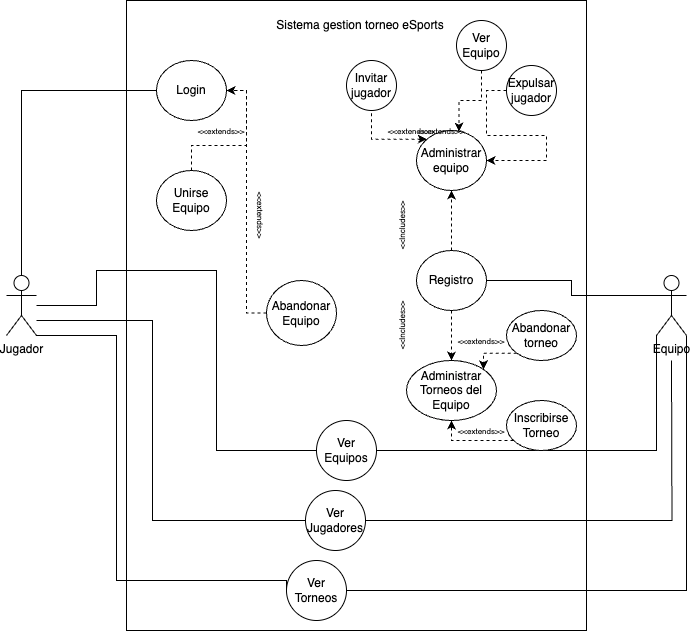 Sistema gestion torneo eSports
Ver
Equipo
Login
Invitar
jugador
Expulsar
jugador
<<extends>>
<<extends>>
<<extends>>
Administrar
equipo
Unirse
Equipo
<<extends>>
<<Includes>>
Registro
Abandonar
Equipo
<<Includes>>
Abandonar
torneo
<<extends>>
Jugador
Equipo
Administrar
Torneos del
Equipo
Inscribirse
Torneo
<<extends>>
Ver
Equipos
Ver
Jugadores
Ver
Torneos